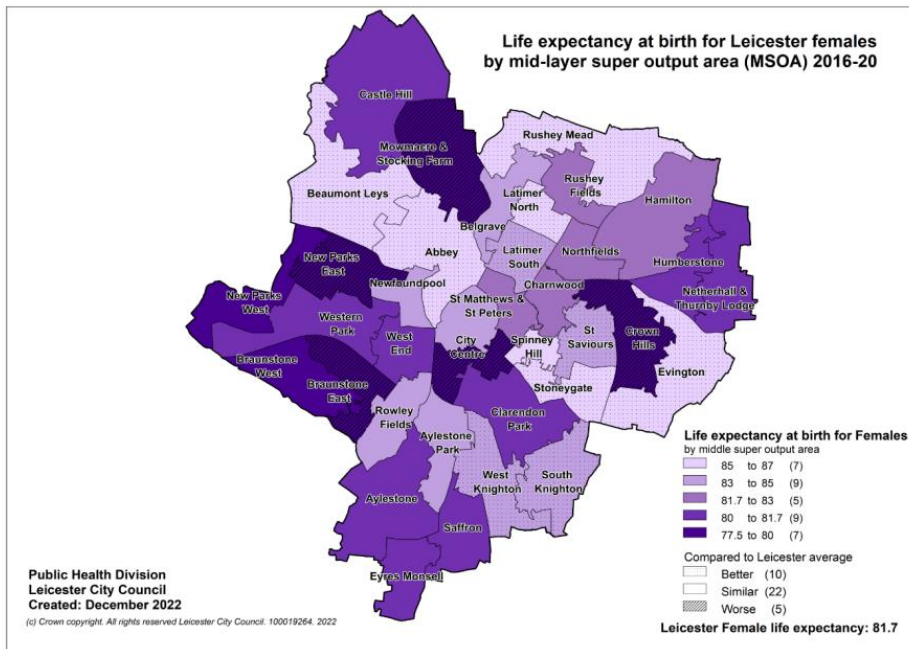 Life expectancy at birth for Leicester females
by mid-layer super output area (MSOA) 2016-20
Castle Hill
Mowmacre &
Stocking Farm
Rushey Mead
Beaumont Leys
Latimer
North
Rushey
Fields
Hamilton
Belgrave
Abbey
Latimer
South
Northfields
Humberstone
New Parks
East
Newfoundpool
Charnwood
Netherhall &
Thurnby Lodge
New Parks
West
St Matthews &
St Peters
Western
Park
West
End
City
Centre
Spinney
Hill
St
Saviours
Crown
Hills
Braunstone
West
Evington
Braunstone
East
Stoneygate
Rowley
Fields
Clarendon
Park
Aylestone
Park
West
Knighton
South
Knighton
Aylestone
Saffron
Eyres Monsell
Life expectancy at birth for Females
by middle super output area
85 to 87 (7)
83 to 85 (9)
81.7 to 83 (5)
80 to 81.7 (9)
77.5 to 80 (7)
Compared to Leicester average
Better (10)
Similar (22)
Worse (5)
Leicester Female life expectancy: 81.7
Public Health Division
Leicester City Council
Created: December 2022
(c) Crown copyright. All rights reserved Leicester City Council. 100019264. 2022